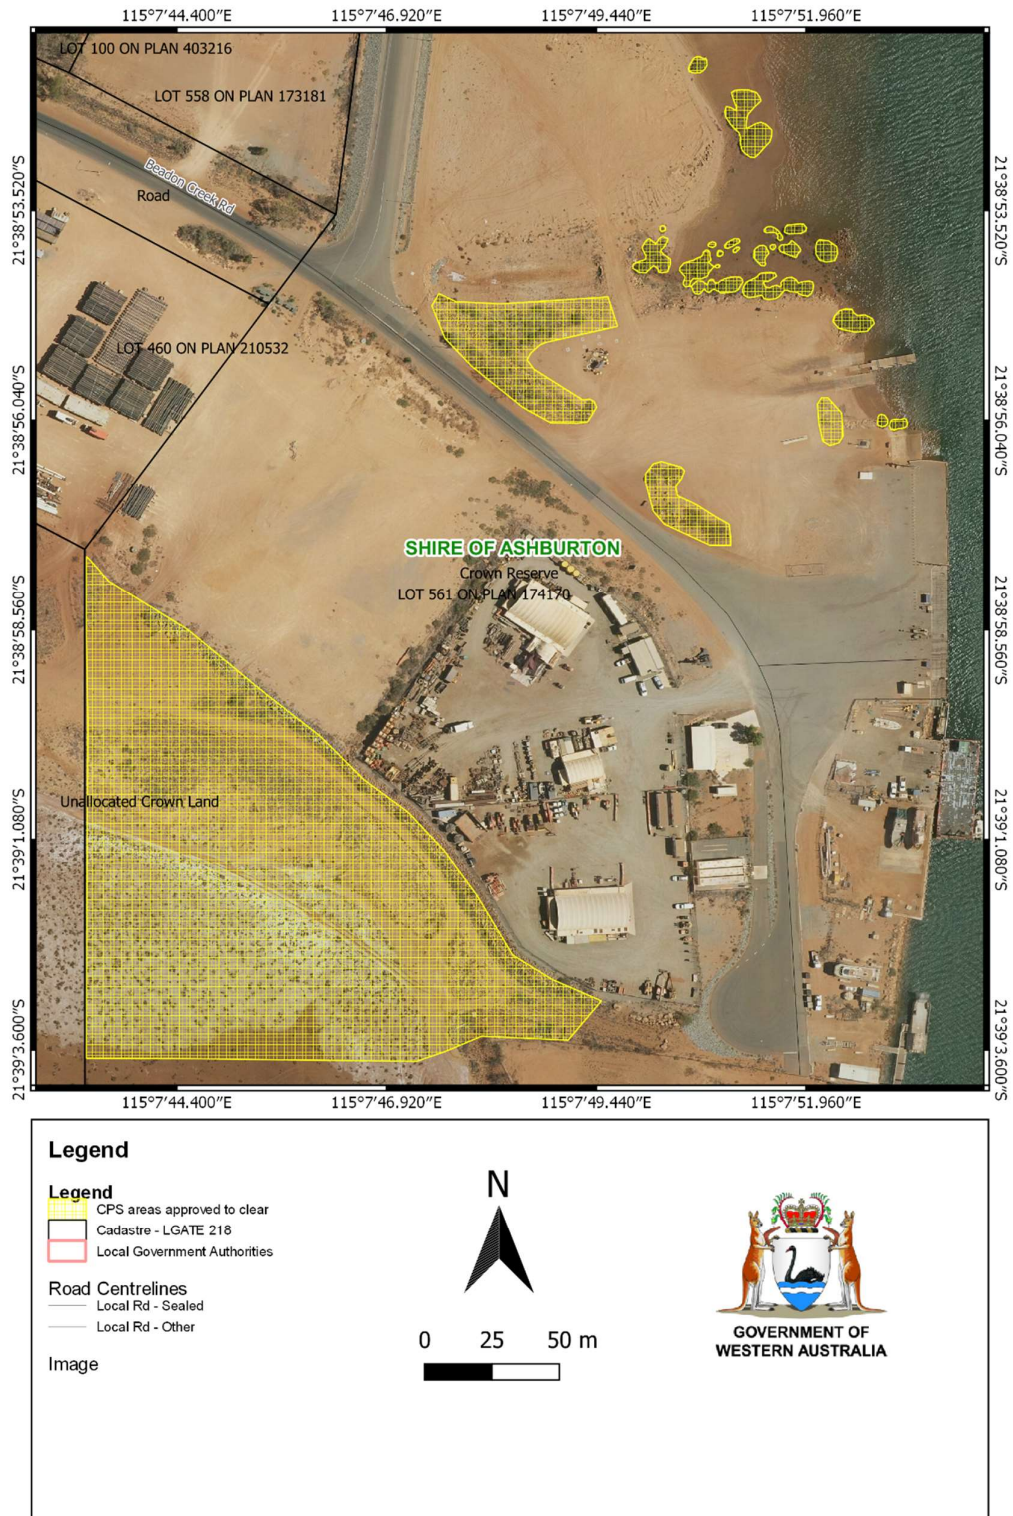 115°7'44.400"E 115°7'46.920"E 115°7'49.440"E 115°7'51.960"E
LOT 100 ON PLAN 403216
LOT 558 ON PLAN 173181
Beadon Creek Rd
Road
21°38'53.520"S
21°38'53.520"S
LOT 460 ON PLAN 210532
21°38'56.040"S
21°38'56.040"S
SHIRE OF ASHBURTON
Crown Reserve
LOT 561 ON PLAN 174170
21°38'58.560"S
21°38'58.560"S
Unallocated Crown Land
21°39'1.080"S
21°39'1.080"S
21°39'3.600"S
21°39'3.600"S
115°7'44.400"E 115°7'46.920"E 115°7'49.440"E 115°7'51.960"E
Legend
Legend
CPS areas approved to clear
Cadastre - LGATE 218
Local Government Authorities
Road Centrelines
Local Rd - Sealed
Local Rd - Other
Image
N
0 25 50 m
GOVERNMENT OF
WESTERN AUSTRALIA